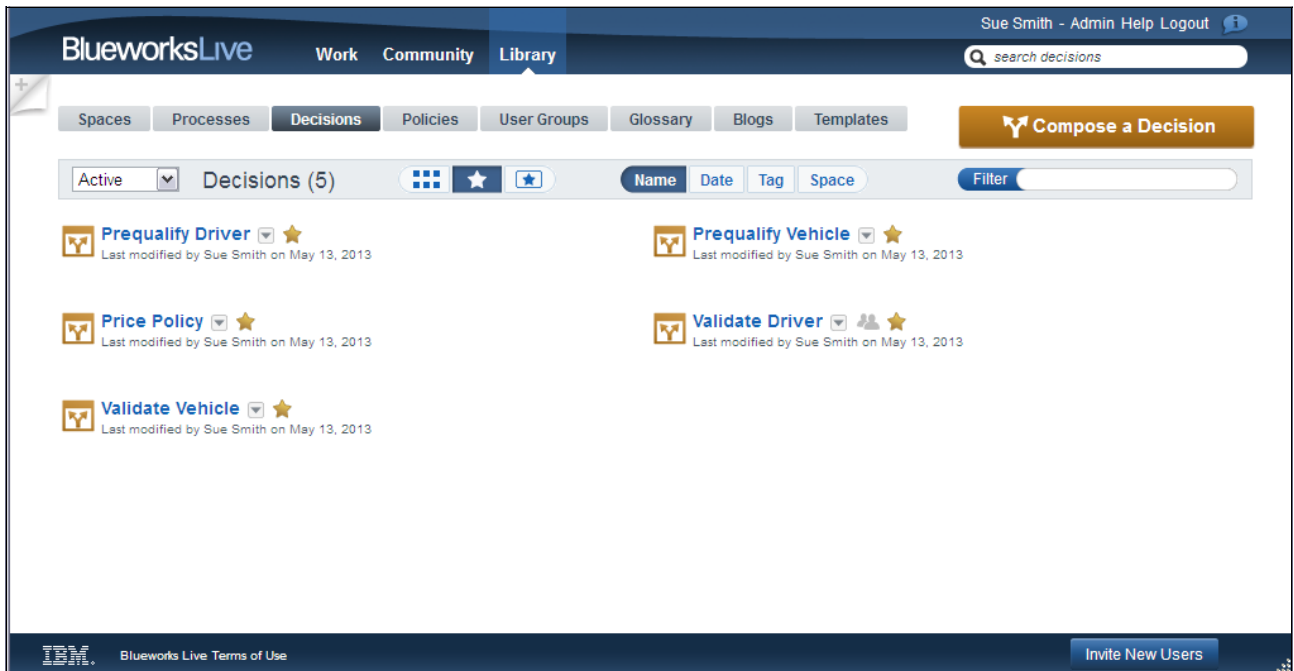 Sue Smith - Admin Help Logout
BlueworksLive Work Community Library
search decisions
Spaces Processes Decisions Policies User Groups Glossary Blogs Templates
Compose a Decision
Active Decisions (5) Name Date Tag Space Filter
Prequalify Driver
Last modified by Sue Smith on May 13, 2013
Prequalify Vehicle
Last modified by Sue Smith on May 13, 2013
Price Policy
Last modified by Sue Smith on May 13, 2013
Validate Driver
Last modified by Sue Smith on May 13, 2013
Validate Vehicle
Last modified by Sue Smith on May 13, 2013
IBM. Blueworks Live Terms of Use Invite New Users